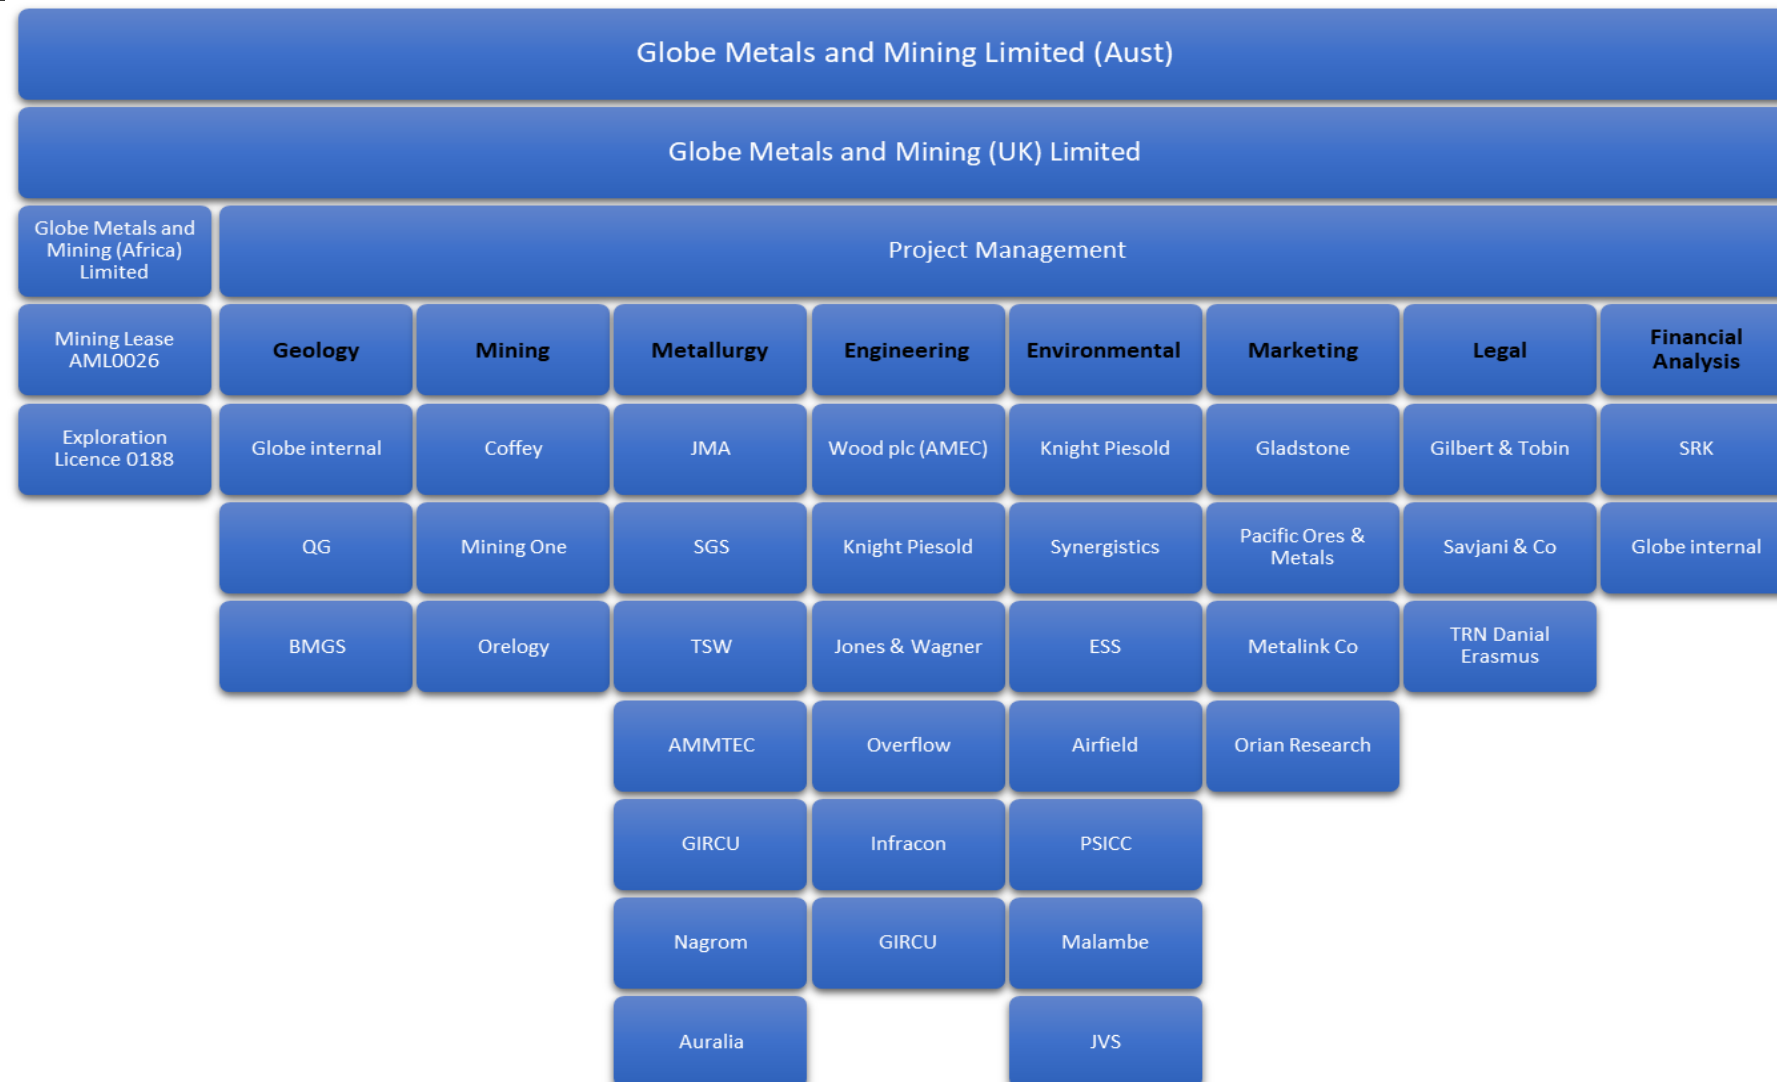 Globe Metals and Mining Limited (Aust)
Globe Metals and Mining (UK) Limited
Globe Metals and
Mining (Africa)
Limited
Project Management
Mining Lease
AML0026
Geology
Mining
Metallurgy
Engineering
Environmental
Marketing
Legal
Financial
Analysis
Exploration
Licence 0188
Globe internal
Coffey
JMA
Wood plc (AMEC)
Knight Piesold
Gladstone
Gilbert & Tobin
SRK
QG
Mining One
SGS
Knight Piesold
Synergistics
Pacific Ores &
Metals
Savjani & Co
Globe internal
BMGS
Orelogy
TSW
Jones & Wagner
ESS
Metalink Co
TRN Danial
Erasmus
AMMTEC
Overflow
Airfield
Orian Research
GIRCU
Infracon
PSICC
Nagrom
GIRCU
Malambe
Auralia
JVS